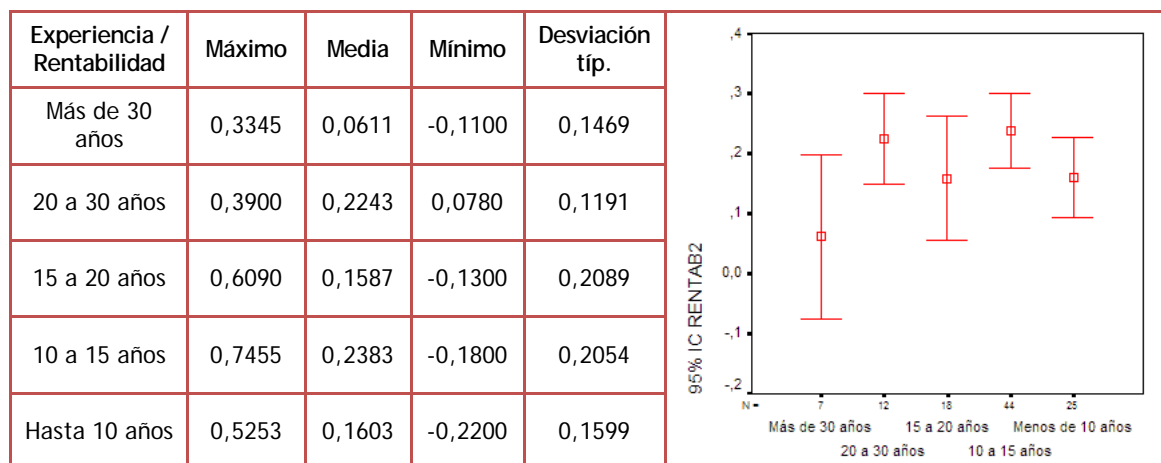 Experiencia / Rentabilidad Máximo Media Mínimo Desviación típ.
Más de 30 años 0,3345 0,0611 -0,1100 0,1469
20 a 30 años 0,3900 0,2243 0,0780 0,1191
15 a 20 años 0,6090 0,1587 -0,1300 0,2089
10 a 15 años 0,7455 0,2383 -0,1800 0,2054
Hasta 10 años 0,5253 0,1603 -0,2200 0,1599
95% IC RENTAB2
,4
,3
,2
,1
0,0
-,1
-,2
N = 7 12 18 44 25
Más de 30 años 15 a 20 años Menos de 10 años
20 a 30 años 10 a 15 años